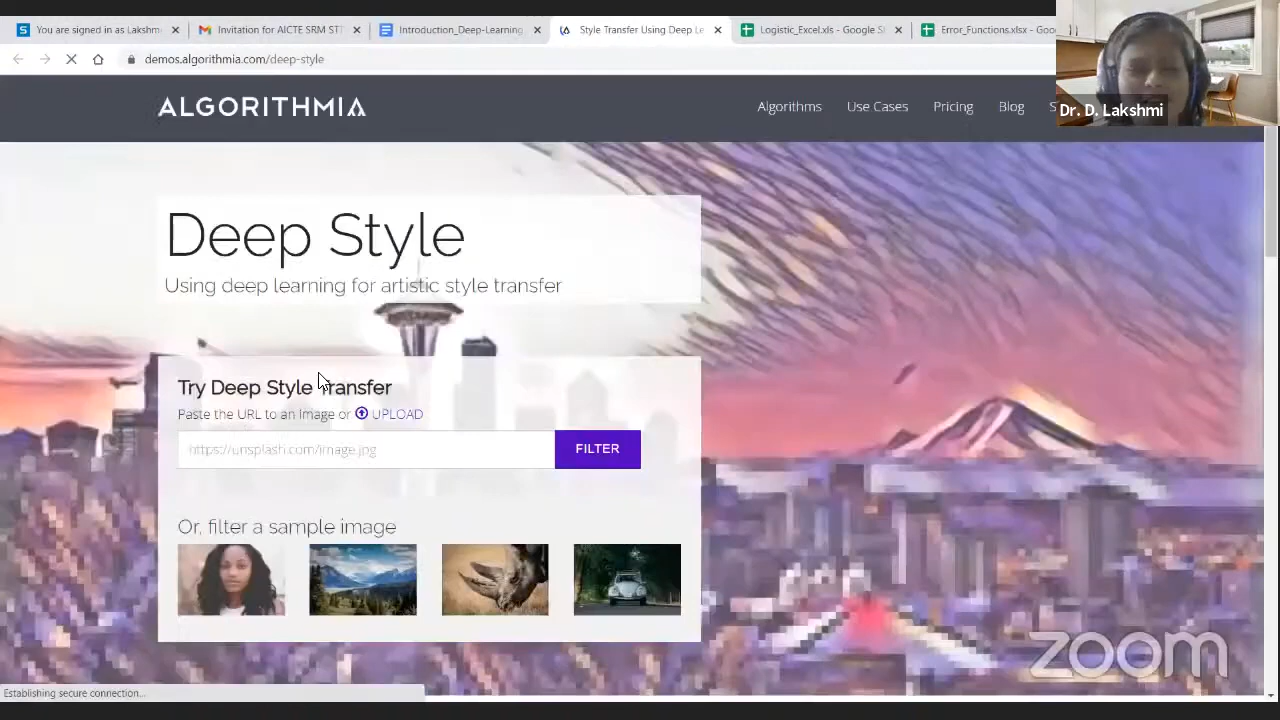 You are signed in as Lakshm
Invitation for AICTE SRM STT
Introduction_Deep-Learning
Style Transfer Using Deep Le
Logistic_Excel.xls - Google S
Error_Functions.xlsx - Goo
demos.algorithmia.com/deep-style
Dr. D. Lakshmi
ALGORITHMIA
Algorithms
Use Cases
Pricing
Blog
S
Deep Style
Using deep learning for artistic style transfer
Try Deep Style Transfer
Paste the URL to an Image or UPLOAD
https://unsplash.com/image.jpg
FILTER
Or, filter a sample image
zoom
Establishing secure connection...